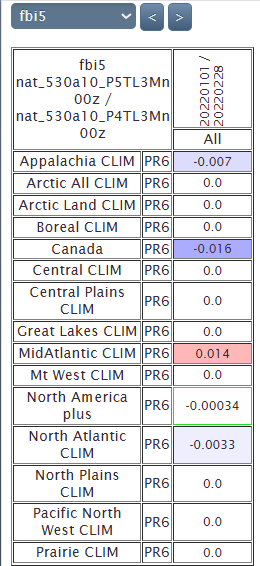 fbi5
<
>
fbi5
nat_530a10_P5TL3Mn
00z /
nat_530a10_P4TL3Mn
00z
20220101 /
20220228
All
Appalachia CLIM PR6 -0.007
Arctic All CLIM PR6 0.0
Arctic Land CLIM PR6 0.0
Boreal CLIM PR6 0.0
Canada PR6 -0.016
Central CLIM PR6 0.0
Central Plains
CLIM PR6 0.0
Great Lakes CLIM PR6 0.0
MidAtlantic CLIM PR6 0.014
Mt West CLIM PR6 0.0
North America
plus PR6 -0.00034
North Atlantic
CLIM PR6 -0.0033
North Plains
CLIM PR6 0.0
Pacific North
West CLIM PR6 0.0
Prairie CLIM PR6 0.0